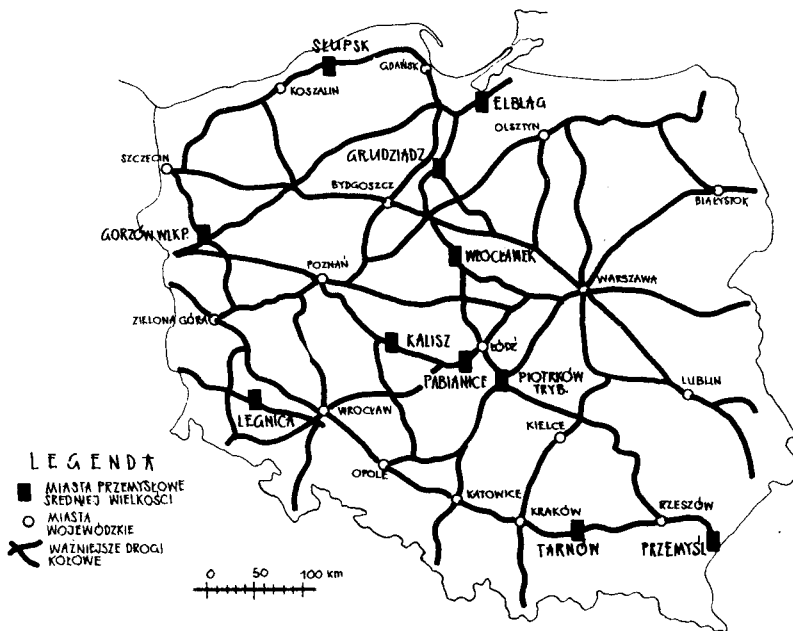 SŁUPSK
GDAŃSK
KOSZALIN
ELBLĄG
OLSZTYN
SZCZECIN
GRUDZIĄDZ
BYDGOSZCZ
BIAŁYSTOK
GORZÓW WLKP.
WŁOCŁAWEK
POZNAŃ
WARSZAWA
ZIELONA GÓRA
KALISZ
ŁÓDŹ
PABIANICE
PIOTRKÓW
TRYB.
LUBLIN
LEGNICA
WROCŁAW
KIELCE
OPOLE
KATOWICE
KRAKÓW
RZESZÓW
TARNÓW
PRZEMYŚL
LEGENDA
MIASTA PRZEMYSŁOWE
ŚREDNIEJ WIELKOŚCI
MIASTA
WOJEWÓDZKIE
WAŻNIEJSZE DROGI
KOŁOWE
0 50 100 km